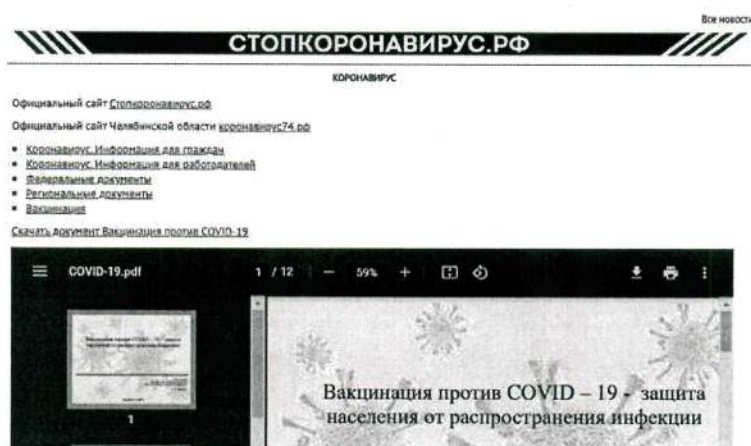 Все новости
СТОПКОРОНАВИРУС.РФ
КОРОНАВИРУС
Официальный сайт Стопкоронавирус.рф
Официальный сайт Челябинской области коронавирус74.рф
Коронавирус. Информация для граждан
Коронавирус. Информация для работодателей
Федеральные документы
Региональные документы
Вакцинация
Скачать документ Вакцинация против COVID-19
COVID-19.pdf 1 / 12 — 59% +
1
Вакцинация против COVID – 19 - защита
населения от распространения инфекции